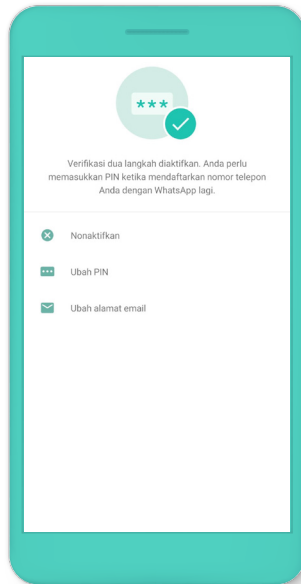 ***
Verifikasi dua langkah diaktifkan. Anda perlu
memasukkan PIN ketika mendaftarkan nomor telepon
Anda dengan WhatsApp lagi.
Nonaktifkan
Ubah PIN
Ubah alamat email